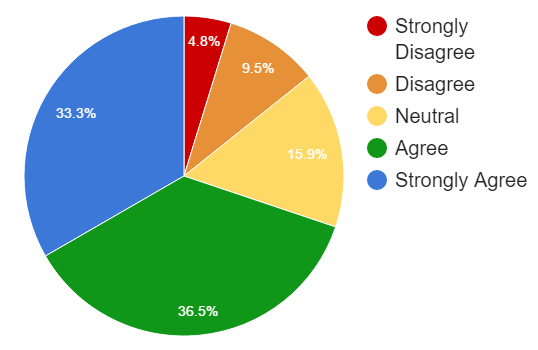 4.8%
9.5%
15.9%
36.5%
33.3%
Strongly
Disagree
Disagree
Neutral
Agree
Strongly Agree